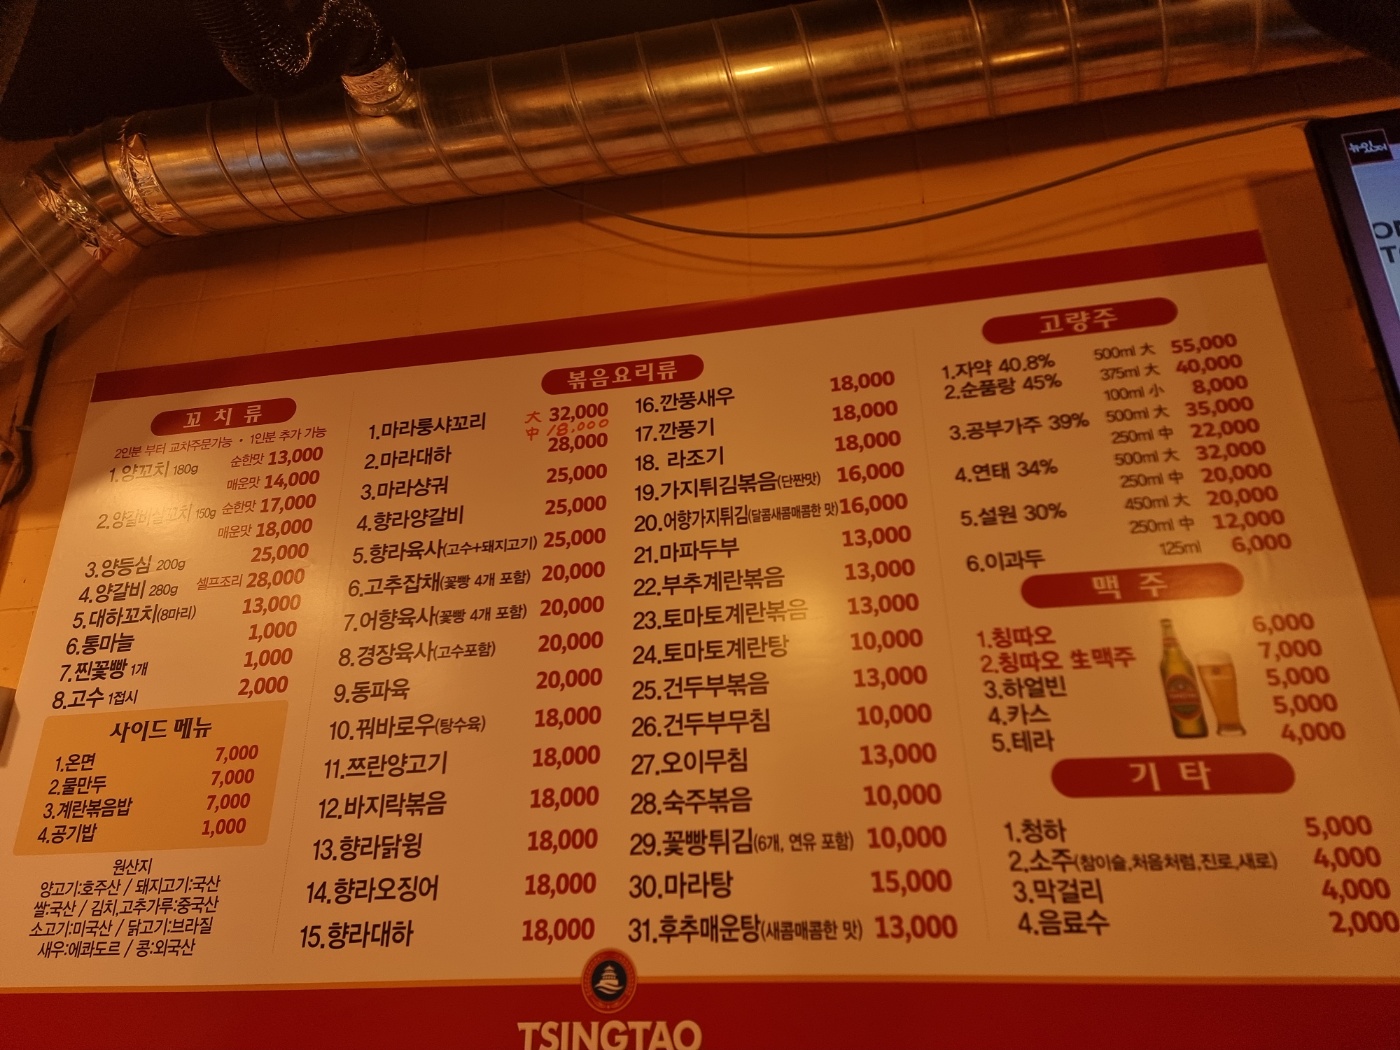 꼬치류
2인분 부터 교차주문가능 · 1인분 추가 가능
1.양꼬치 180g 순한맛 13,000
매운맛 14,000
2.양갈비살꼬치 150g 순한맛 17,000
매운맛 18,000
3.양등심 200g 25,000
4.양갈비 280g 셀프조리 28,000
5.대하꼬치(8마리) 13,000
6.통마늘 1,000
7.찐꽃빵 1개 1,000
8.고수 1접시 2,000
사이드 메뉴
1.온면 7,000
2.물만두 7,000
3.계란볶음밥 7,000
4.공기밥 1,000
원산지
양고기:호주산 / 돼지고기:국산
쌀:국산 / 김치,고추가루:중국산
소고기:미국산 / 닭고기:브라질
새우:에콰도르 / 콩:외국산
볶음요리류
1.마라룽샤꼬리 大 32,000
中 18.000
2.마라대하 28,000
3.마라샹궈 25,000
4.향라양갈비 25,000
5.향라육사(고수+돼지고기) 25,000
6.고추잡채(꽃빵 4개 포함) 20,000
7.어향육사(꽃빵 4개 포함) 20,000
8.경장육사(고수포함) 20,000
9.동파육 20,000
10.꿔바로우(탕수육) 18,000
11.쯔란양고기 18,000
12.바지락볶음 18,000
13.향라닭윙 18,000
14.향라오징어 18,000
15.향라대하 18,000
16.깐풍새우 18,000
17.깐풍기 18,000
18. 라조기 18,000
19.가지튀김볶음(단짠맛) 16,000
20.어향가지튀김(달콤새콤매콤한 맛) 16,000
21.마파두부 13,000
22.부추계란볶음 13,000
23.토마토계란볶음 13,000
24.토마토계란탕 10,000
25.건두부볶음 13,000
26.건두부무침 10,000
27.오이무침 13,000
28.숙주볶음 10,000
29.꽃빵튀김(6개, 연유 포함) 10,000
30.마라탕 15,000
31.후추매운탕(새콤매콤한 맛) 13,000
고량주
1.자약 40.8% 500ml 大 55,000
2.순품랑 45% 375ml 大 40,000
100ml 小 8,000
3.공부가주 39% 500ml 大 35,000
250ml 中 22,000
4.연태 34% 500ml 大 32,000
250ml 中 20,000
5.설원 30% 450ml 大 20,000
250ml 中 12,000
6.이과두 125ml 6,000
맥주
1.칭따오 6,000
2.칭따오 生맥주 7,000
3.하얼빈 5,000
4.카스 5,000
5.테라 4,000
기타
1.청하 5,000
2.소주(참이슬,처음처럼,진로,새로) 4,000
3.막걸리 4,000
4.음료수 2,000
TSINGTAO